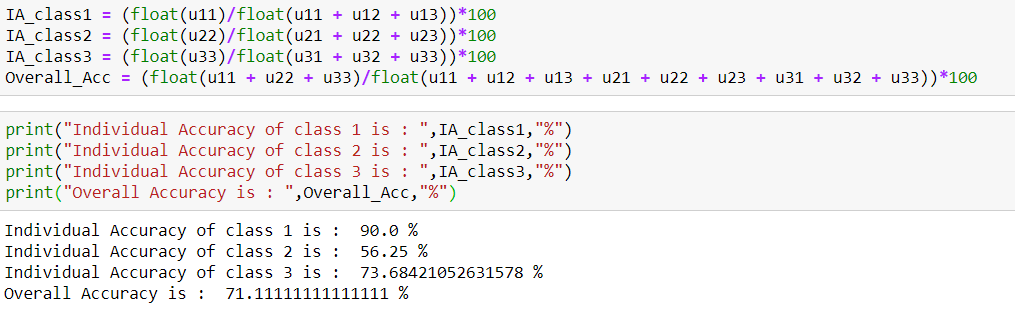 IA_class1 = (float(u11)/float(u11 + u12 + u13))*100
IA_class2 = (float(u22)/float(u21 + u22 + u23))*100
IA_class3 = (float(u33)/float(u31 + u32 + u33))*100
Overall_Acc = (float(u11 + u22 + u33)/float(u11 + u12 + u13 + u21 + u22 + u23 + u31 + u32 + u33))*100
print("Individual Accuracy of class 1 is : ",IA_class1,"%")
print("Individual Accuracy of class 2 is : ",IA_class2,"%")
print("Individual Accuracy of class 3 is : ",IA_class3,"%")
print("Overall Accuracy is : ",Overall_Acc,"%")
Individual Accuracy of class 1 is :  90.0 %
Individual Accuracy of class 2 is :  56.25 %
Individual Accuracy of class 3 is :  73.68421052631578 %
Overall Accuracy is :  71.11111111111111 %